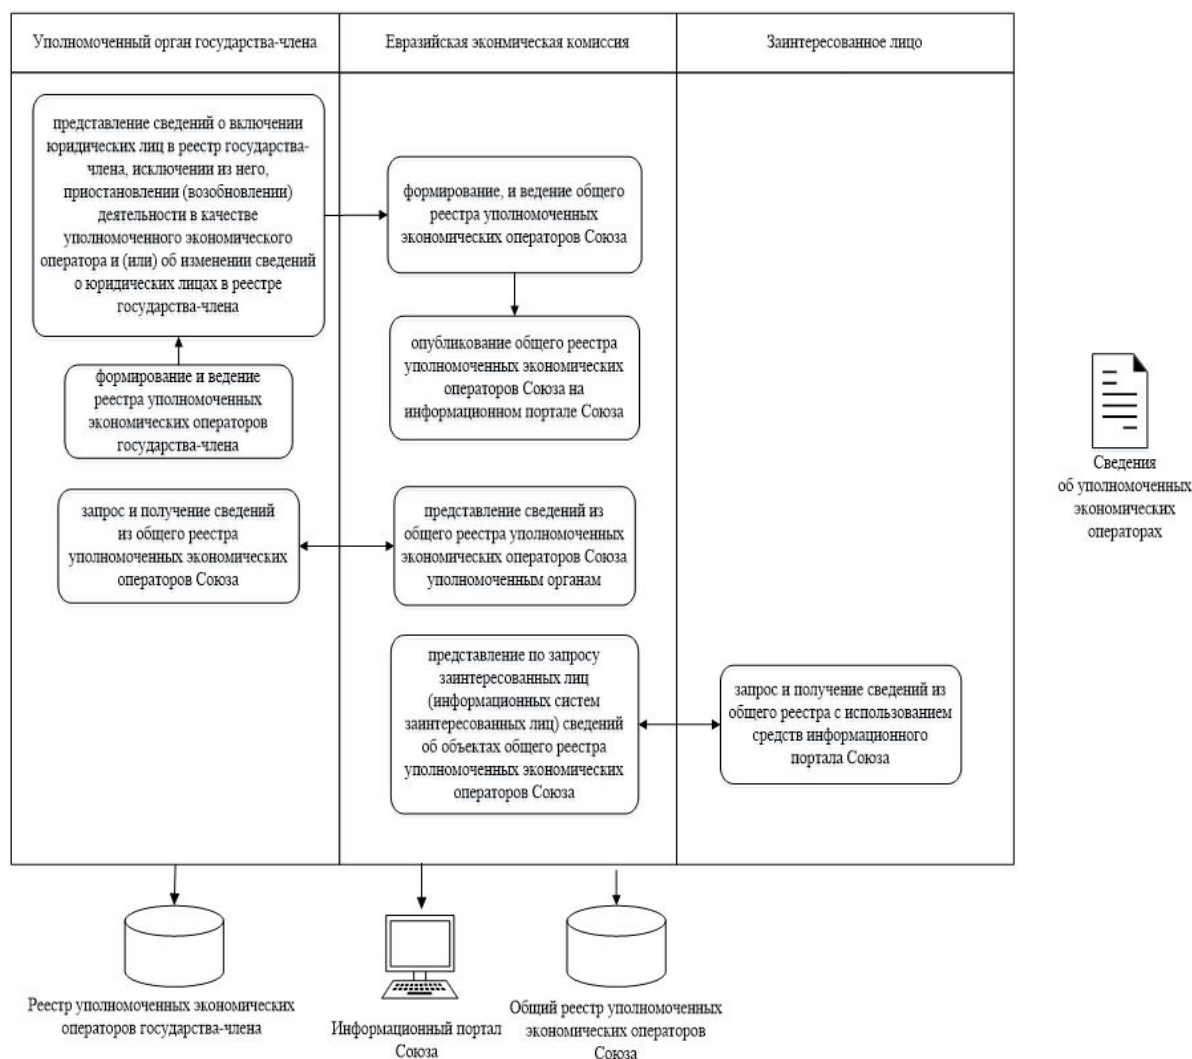 Уполномоченный орган государства-члена
Евразийская эконмическая комиссия
Заинтересованное лицо
представление сведений о включении
юридических лиц в реестр государства-
члена, исключении из него,
приостановлении (возобновлении)
деятельности в качестве
уполномоченного экономического
оператора и (или) об изменении сведений
о юридических лицах в реестре
государства-члена
формирование, и ведение общего
реестра уполномоченных
экономических операторов Союза
опубликование общего реестра
уполномоченных экономических
операторов Союза на
информационном портале Союза
формирование и ведение
реестра уполномоченных
экономических операторов
государства-члена
запрос и получение сведений
из общего реестра
уполномоченных экономических
операторов Союза
представление сведений из
общего реестра уполномоченных
экономических операторов Союза
уполномоченным органам
представление по запросу
заинтересованных лиц
(информационных систем
заинтересованных лиц) сведений
об объектах общего реестра
уполномоченных экономических
операторов Союза
запрос и получение сведений из
общего реестра с использованием
средств информационного
портала Союза
Сведения
об уполномоченных
экономических
операторах
Реестр уполномоченных экономических
операторов государства-члена
Информационный портал
Союза
Общий реестр уполномоченных
экономических операторов
Союза